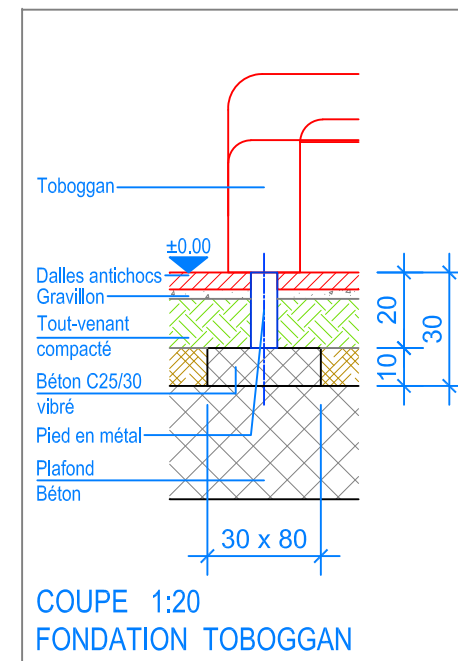 Toboggan
±0.00
Dalles antichocs
Gravillon
Tout-venant
compacté
Béton C25/30
vibré
Pied en métal
Plafond
Béton
20
10
30
30 x 80
COUPE 1:20
FONDATION TOBOGGAN